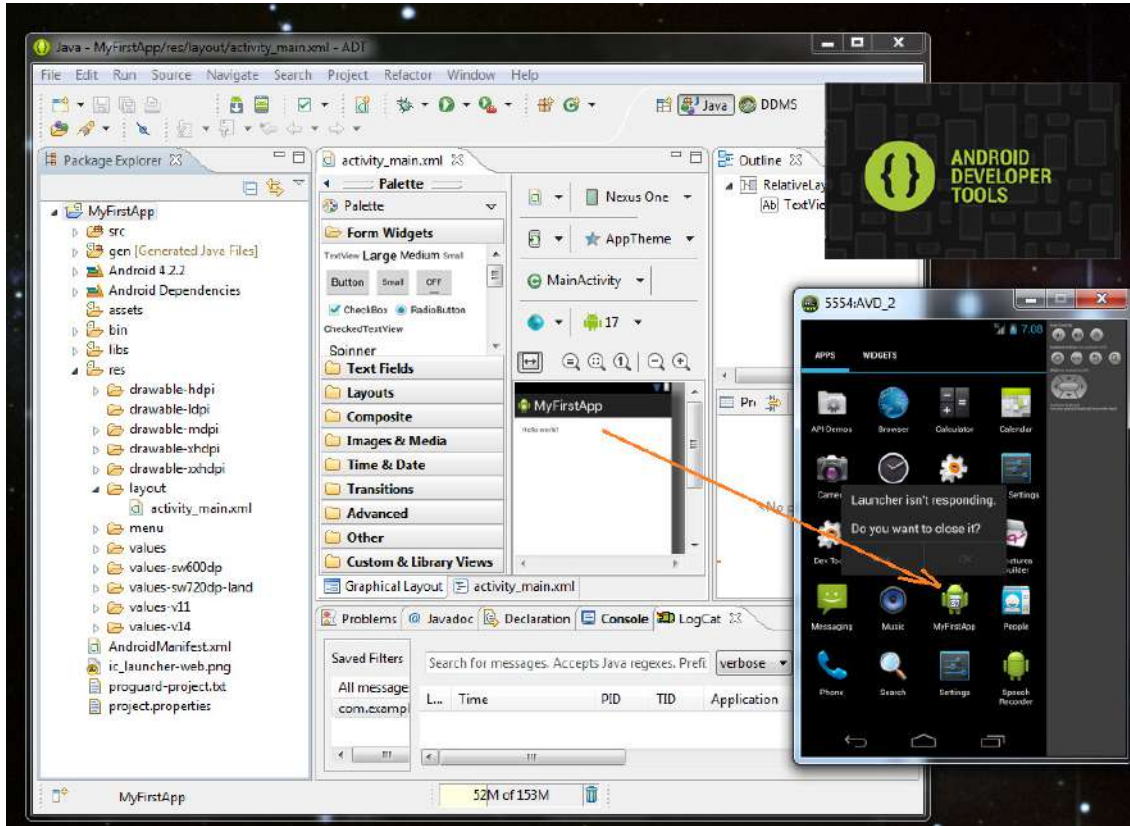 Java - MyFirstApp/res/layout/activity_main.xml - ADT
File Edit Run Source Navigate Search Project Refactor Window Help
Java DDMS
Package Explorer
MyFirstApp
src
gen [Generated Java Files]
Android 4.2.2
Android Dependencies
assets
bin
libs
res
drawable-hdpi
drawable-ldpi
drawable-mdpi
drawable-xhdpi
drawable-xxhdpi
layout
activity_main.xml
menu
values
values-sw600dp
values-sw720dp-land
values-v11
values-v14
AndroidManifest.xml
ic_launcher-web.png
proguard-project.txt
project.properties
activity_main.xml
Palette
Palette
Form Widgets
TextView Large Medium Small
Button Small OFF
CheckBox RadioButton
CheckedTextView
Spinner
Text Fields
Layouts
Composite
Images & Media
Time & Date
Transitions
Advanced
Other
Custom & Library Views
Graphical Layout activity_main.xml
Nexus One
AppTheme
MainActivity
17
MyFirstApp
Hello world!
Outline
RelativeLay
Ab TextVie
Pr
<No p
Problems @ Javadoc Declaration Console LogCat
Saved Filters
All message
com.exampl
Search for messages. Accepts Java regexes. Prefi verbose
L... Time PID TID Application
MyFirstApp 52M of 153M
ANDROID
DEVELOPER
TOOLS
5554:AVD_2
7:08
APPS WIDGETS
API Demos Browser Calculator Calendar
Camer Settings
Launcher isn't responding.
Do you want to close it?
OK
Dev Too
Messaging Music MyFirstApp People
Phone Search Settings Speech
Recorder